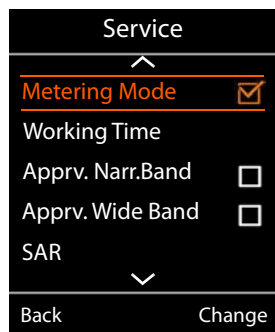 Service
Metering Mode
Working Time
Apprv. Narr.Band
Apprv. Wide Band
SAR
Back Change